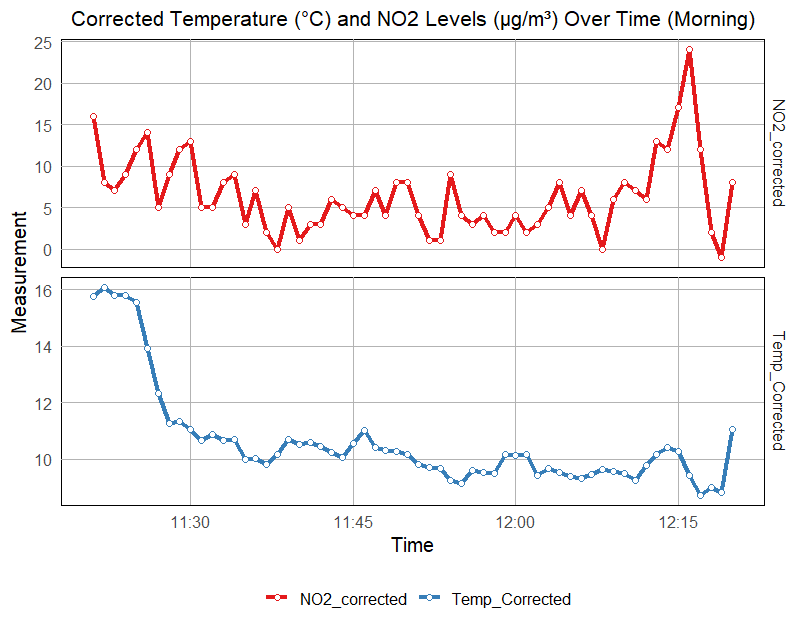 Corrected Temperature (°C) and NO2 Levels (µg/m³) Over Time (Morning)
25
20
15
10
5
0
NO2_corrected
Measurement
16
14
12
10
Temp_Corrected
11:30 11:45 12:00 12:15
Time
NO2_corrected Temp_Corrected